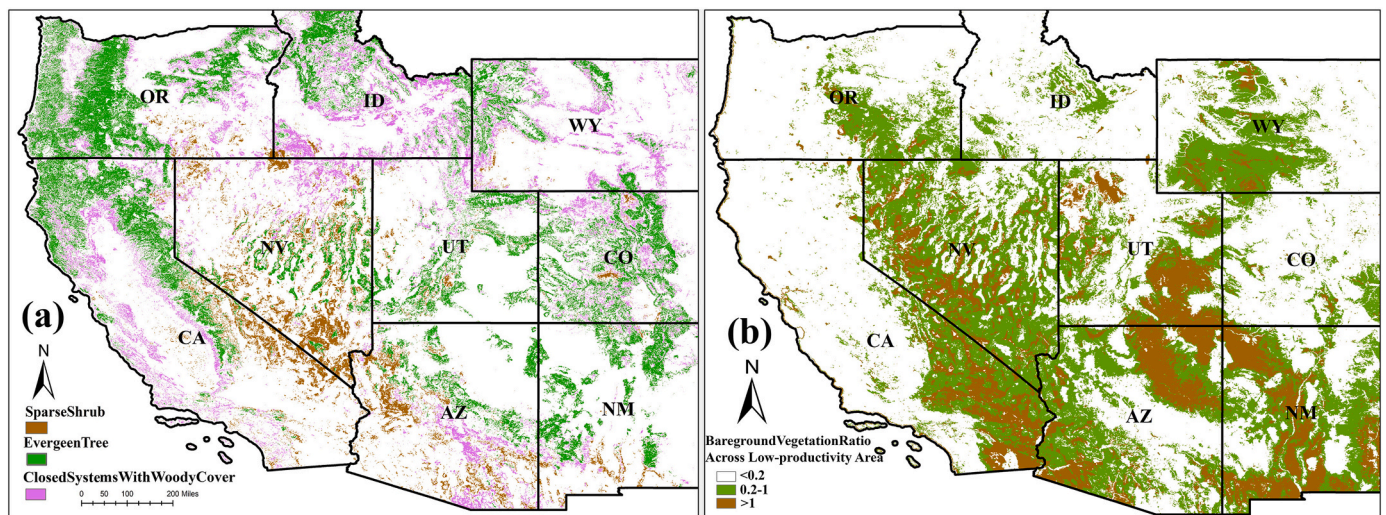 OR
ID
WY
NV
UT
CO
(a)
CA
AZ
NM
N
SparseShrub
EvergeenTree
ClosedSystemsWithWoodyCover
0 50 100 200 Miles
OR
ID
WY
NV
UT
CO
(b)
CA
AZ
NM
N
BaregroundVegetationRatio
Across Low-productivity Area
<0.2
0.2-1
>1